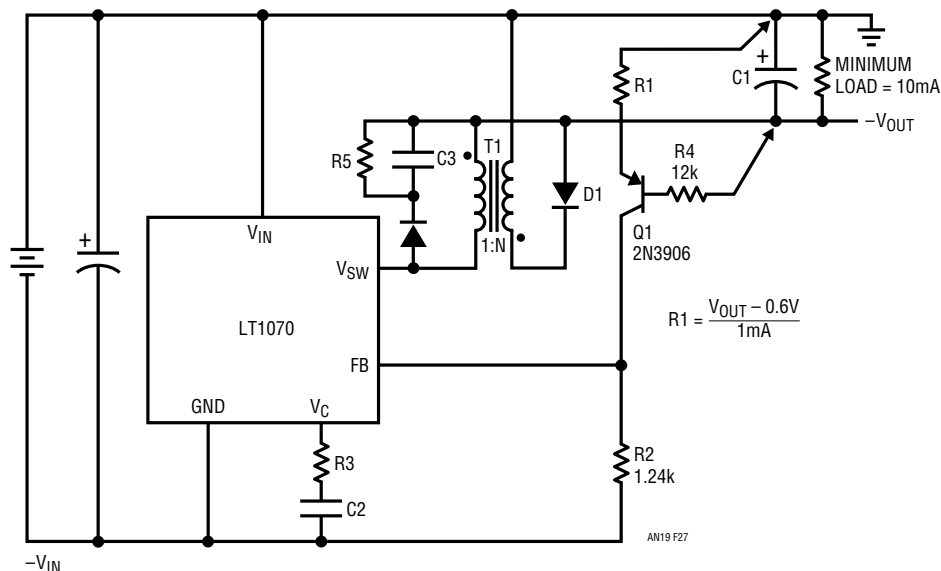 R1
+
C1
MINIMUM
LOAD = 10mA
–VOUT
R5
C3
T1
R4
12k
D1
+
VIN
1:N
Q1
2N3906
VSW
R1 = VOUT – 0.6V
1mA
LT1070
FB
GND
VC
R3
R2
1.24k
C2
AN19 F27
–VIN